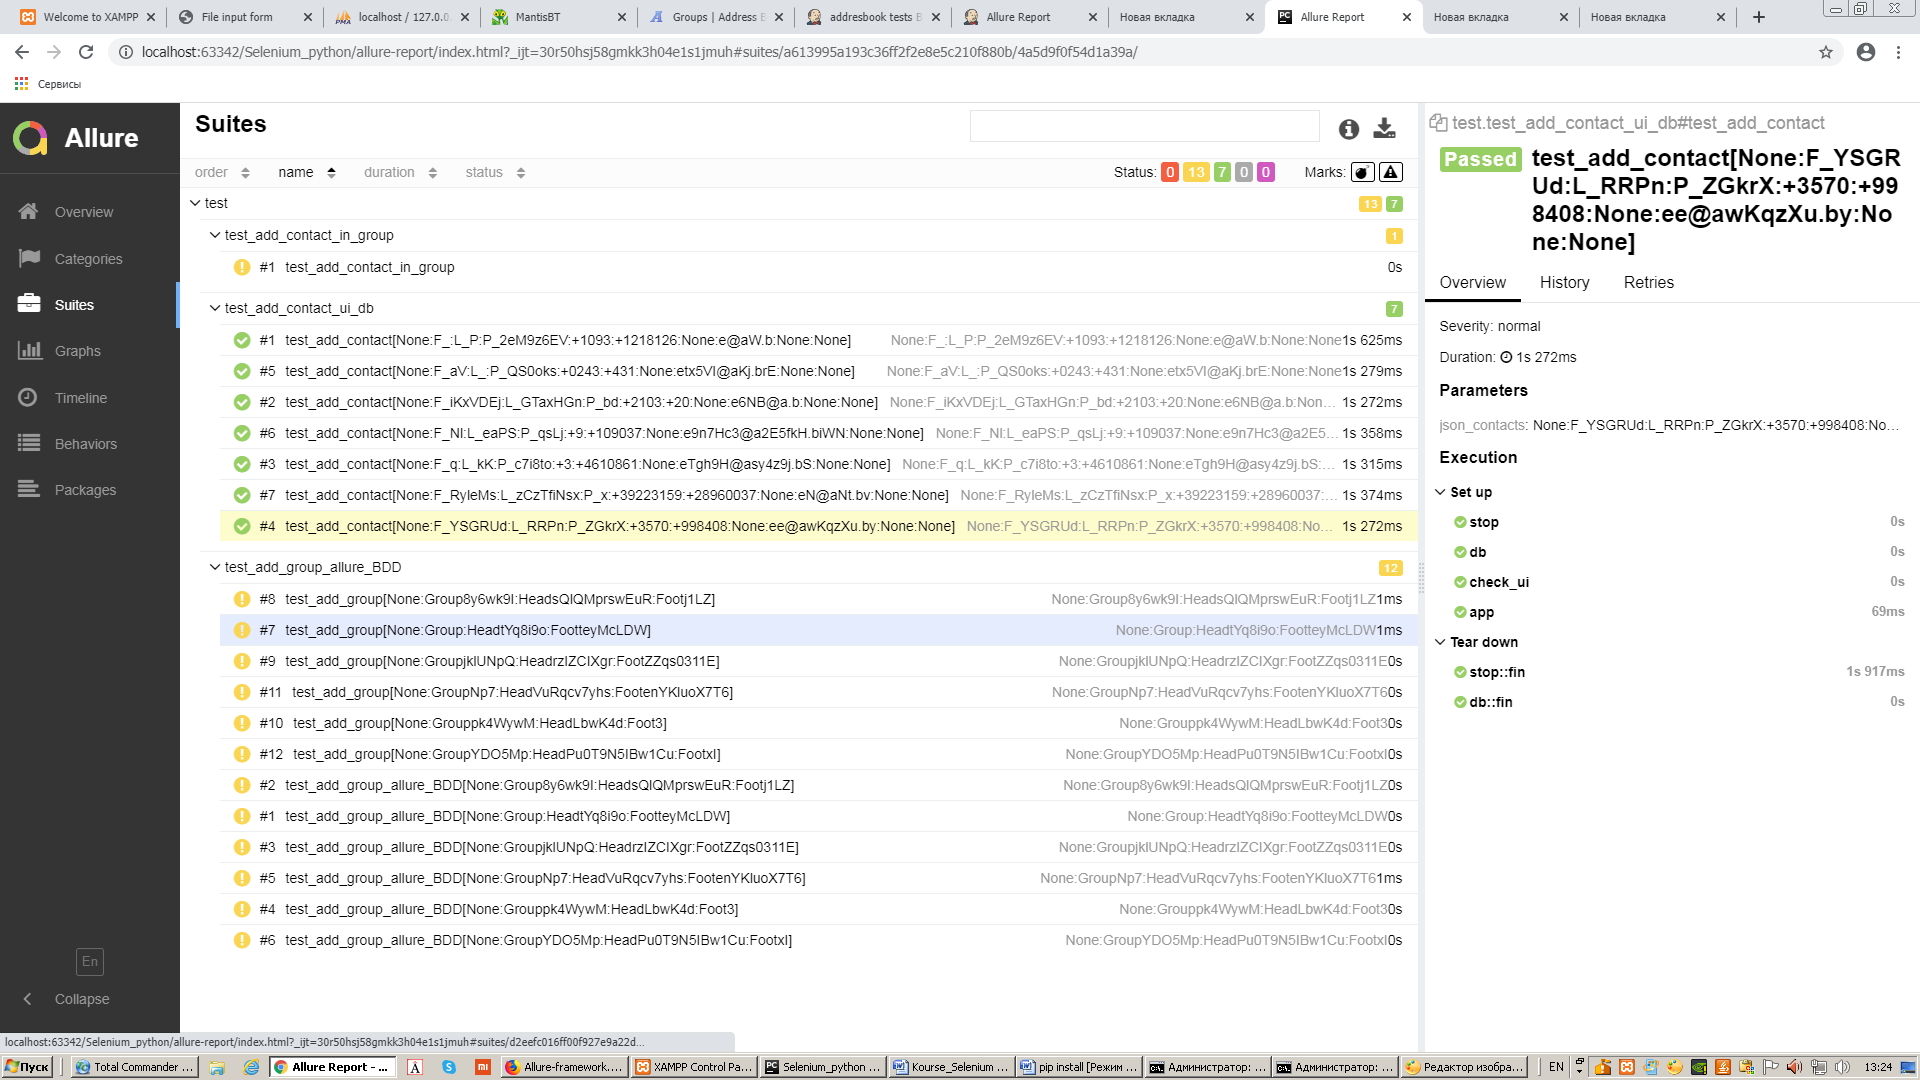 Welcome to XAMPP
File input form
localhost / 127.0.0.
MantisBT
Groups | Address B
addresbook tests B
Allure Report
Новая вкладка
Allure Report
Новая вкладка
Новая вкладка
localhost:63342/Selenium_python/allure-report/index.html?_ijt=30r50hsj58gmkk3h04e1s1jmuh#suites/a613995a193c36ff2f2e8e5c210f880b/4a5d9f0f54d1a39a/
Сервисы
Allure
Overview
Categories
Suites
Graphs
Timeline
Behaviors
Packages
En
Collapse
Suites
order name duration status
Status: 0 13 7 0 0 Marks:
test 13 7
test_add_contact_in_group 1
#1 test_add_contact_in_group 0s
test_add_contact_ui_db 7
#1 test_add_contact[None:F_:L_P:P_2eM9z6EV:+1093:+1218126:None:e@aW.b:None:None] None:F_:L_P:P_2eM9z6EV:+1093:+1218126:None:e@aW.b:None:None 1s 625ms
#5 test_add_contact[None:F_aV:L_:P_QS0oks:+0243:+431:None:etx5VI@aKj.brE:None:None] None:F_aV:L_:P_QS0oks:+0243:+431:None:etx5VI@aKj.brE:None:None 1s 279ms
#2 test_add_contact[None:F_iKxVDEj:L_GTaxHGn:P_bd:+2103:+20:None:e6NB@a.b:None:None] None:F_iKxVDEj:L_GTaxHGn:P_bd:+2103:+20:None:e6NB@a.b:Non... 1s 272ms
#6 test_add_contact[None:F_NI:L_eaPS:P_qsLj:+9:+109037:None:e9n7Hc3@a2E5fkH.biWN:None:None] None:F_NI:L_eaPS:P_qsLj:+9:+109037:None:e9n7Hc3@a2E5... 1s 358ms
#3 test_add_contact[None:F_q:L_kK:P_c7i8to:+3:+4610861:None:eTgh9H@asy4z9j.bS:None:None] None:F_q:L_kK:P_c7i8to:+3:+4610861:None:eTgh9H@asy4z9j.bS:... 1s 315ms
#7 test_add_contact[None:F_RyleMs:L_zCzTfiNsx:P_x:+39223159:+28960037:None:eN@aNt.bv:None:None] None:F_RyleMs:L_zCzTfiNsx:P_x:+39223159:+28960037:... 1s 374ms
#4 test_add_contact[None:F_YSGRUd:L_RRPn:P_ZGkrX:+3570:+998408:None:ee@awKqzXu.by:None:None] None:F_YSGRUd:L_RRPn:P_ZGkrX:+3570:+998408:No... 1s 272ms
test_add_group_allure_BDD 12
#8 test_add_group[None:Group8y6wk9I:HeadsQIQMprswEuR:Footj1LZ] None:Group8y6wk9I:HeadsQIQMprswEuR:Footj1LZ 1ms
#7 test_add_group[None:Group:HeadtYq8i9o:FootteyMcLDW] None:Group:HeadtYq8i9o:FootteyMcLDW 1ms
#9 test_add_group[None:GroupjklUNpQ:HeadrzIZCIXgr:FootZZqs0311E] None:GroupjklUNpQ:HeadrzIZCIXgr:FootZZqs0311E 0s
#11 test_add_group[None:GroupNp7:HeadVuRqcv7yhs:FootenYKluoX7T6] None:GroupNp7:HeadVuRqcv7yhs:FootenYKluoX7T6 0s
#10 test_add_group[None:Grouppk4WywM:HeadLbwK4d:Foot3] None:Grouppk4WywM:HeadLbwK4d:Foot3 0s
#12 test_add_group[None:GroupYDO5Mp:HeadPu0T9N5IBw1Cu:FootxI] None:GroupYDO5Mp:HeadPu0T9N5IBw1Cu:FootxI 0s
#2 test_add_group_allure_BDD[None:Group8y6wk9I:HeadsQIQMprswEuR:Footj1LZ] None:Group8y6wk9I:HeadsQIQMprswEuR:Footj1LZ 0s
#1 test_add_group_allure_BDD[None:Group:HeadtYq8i9o:FootteyMcLDW] None:Group:HeadtYq8i9o:FootteyMcLDW 0s
#3 test_add_group_allure_BDD[None:GroupjklUNpQ:HeadrzIZCIXgr:FootZZqs0311E] None:GroupjklUNpQ:HeadrzIZCIXgr:FootZZqs0311E 0s
#5 test_add_group_allure_BDD[None:GroupNp7:HeadVuRqcv7yhs:FootenYKluoX7T6] None:GroupNp7:HeadVuRqcv7yhs:FootenYKluoX7T6 1ms
#4 test_add_group_allure_BDD[None:Grouppk4WywM:HeadLbwK4d:Foot3] None:Grouppk4WywM:HeadLbwK4d:Foot3 0s
#6 test_add_group_allure_BDD[None:GroupYDO5Mp:HeadPu0T9N5IBw1Cu:FootxI] None:GroupYDO5Mp:HeadPu0T9N5IBw1Cu:FootxI 0s
test.test_add_contact_ui_db#test_add_contact
Passed
test_add_contact[None:F_YSGR
Ud:L_RRPn:P_ZGkrX:+3570:+99
8408:None:ee@awKqzXu.by:No
ne:None]
Overview History Retries
Severity: normal
Duration: 1s 272ms
Parameters
json_contacts: None:F_YSGRUd:L_RRPn:P_ZGkrX:+3570:+998408:No...
Execution
Set up
stop 0s
db 0s
check_ui 0s
app 69ms
Tear down
stop::fin 1s 917ms
db::fin 0s
localhost:63342/Selenium_python/allure-report/index.html?_ijt=30r50hsj58gmkk3h04e1s1jmuh#suites/d2eefc016ff00f927e9a22d...
Пуск
Total Commander ...
Allure Report - ...
Allure-framework....
XAMPP Control Pa...
Selenium_python ...
Kourse_Selenium ...
pip install [Режим ...
Администратор: ...
Администратор: ...
Редактор изобра...
EN
13:24